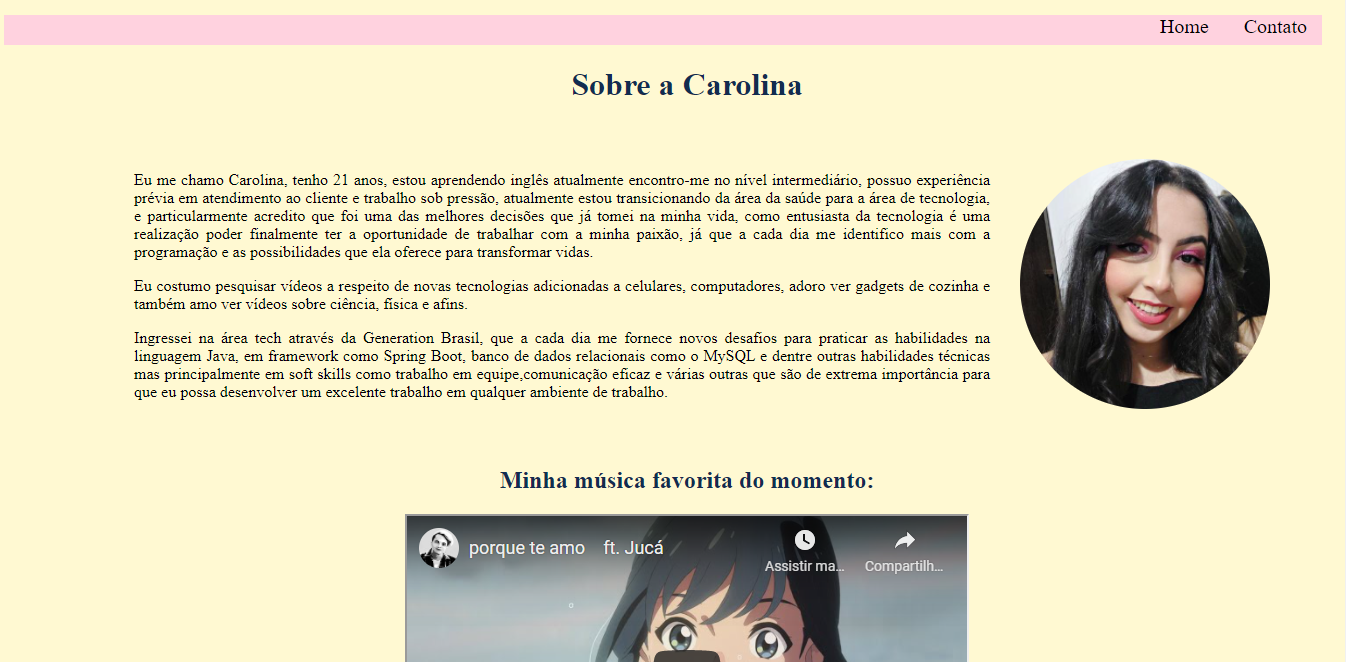 Home Contato
Sobre a Carolina
Eu me chamo Carolina, tenho 21 anos, estou aprendendo inglês atualmente encontro-me no nível intermediário, possuo experiência
prévia em atendimento ao cliente e trabalho sob pressão, atualmente estou transicionando da área da saúde para a área de tecnologia,
e particularmente acredito que foi uma das melhores decisões que já tomei na minha vida, como entusiasta da tecnologia é uma
realização poder finalmente ter a oportunidade de trabalhar com a minha paixão, já que a cada dia me identifico mais com a
programação e as possibilidades que ela oferece para transformar vidas.
Eu costumo pesquisar vídeos a respeito de novas tecnologias adicionadas a celulares, computadores, adoro ver gadgets de cozinha e
também amo ver vídeos sobre ciência, física e afins.
Ingressei na área tech através da Generation Brasil, que a cada dia me fornece novos desafios para praticar as habilidades na
linguagem Java, em framework como Spring Boot, banco de dados relacionais como o MySQL e dentre outras habilidades técnicas
mas principalmente em soft skills como trabalho em equipe,comunicação eficaz e várias outras que são de extrema importância para
que eu possa desenvolver um excelente trabalho em qualquer ambiente de trabalho.
Minha música favorita do momento:
porque te amo ft. Jucá
Assistir ma... Compartilh...